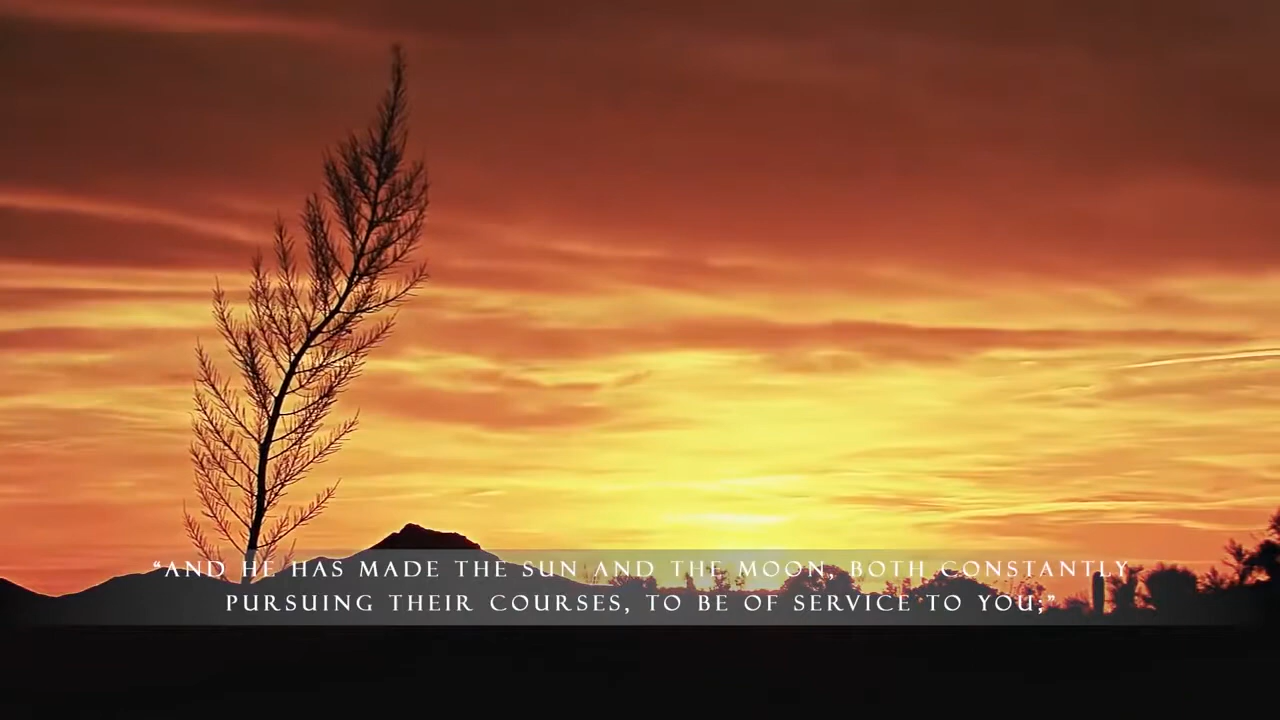 “AND HE HAS MADE THE SUN AND THE MOON, BOTH CONSTANTLY
PURSUING THEIR COURSES, TO BE OF SERVICE TO YOU;”